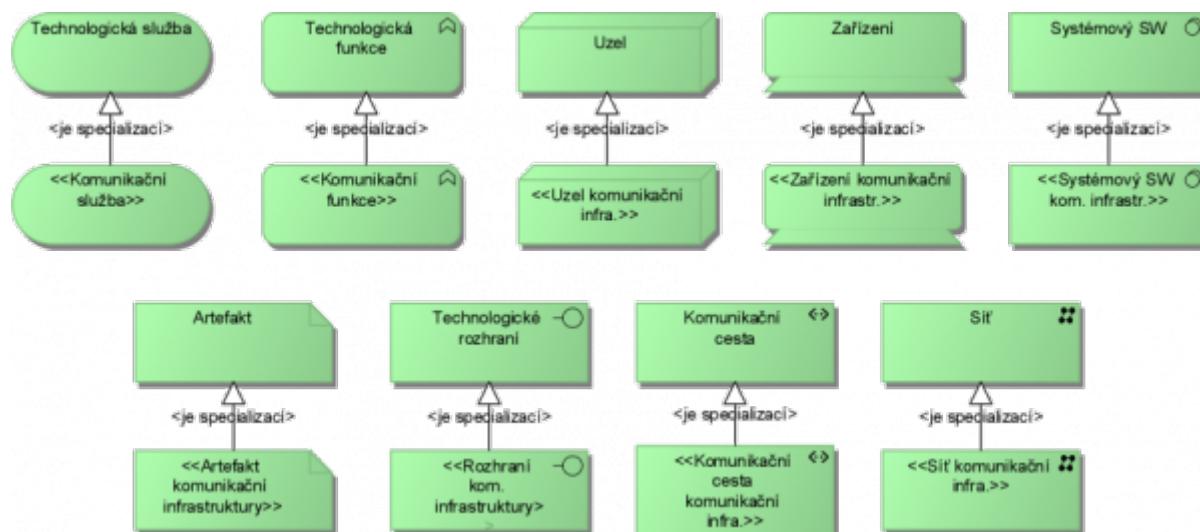 Technologická služba
Technologická
funkce
Uzel
Zařízení
Systémový SW
<je specializací>
<je specializací>
<je specializací>
<je specializací>
<je specializací>
<<Komunikační
služba>>
<<Komunikační
funkce>>
<<Uzel komunikační
infra.>>
<<Zařízení komunikační
infrastr.>>
<<Systémový SW
kom. infrastr.>>
Artefakt
Technologické
rozhraní
Komunikační
cesta
Síť
<je specializací>
<je specializací>
<je specializací>
<je specializací>
<<Artefakt
komunikační
infrastruktury>>
<<Rozhraní
kom.
infrastruktury>
>
<<Komunikační
cesta
komunikační
infra.>>
<<Síť komunikační
infra.>>